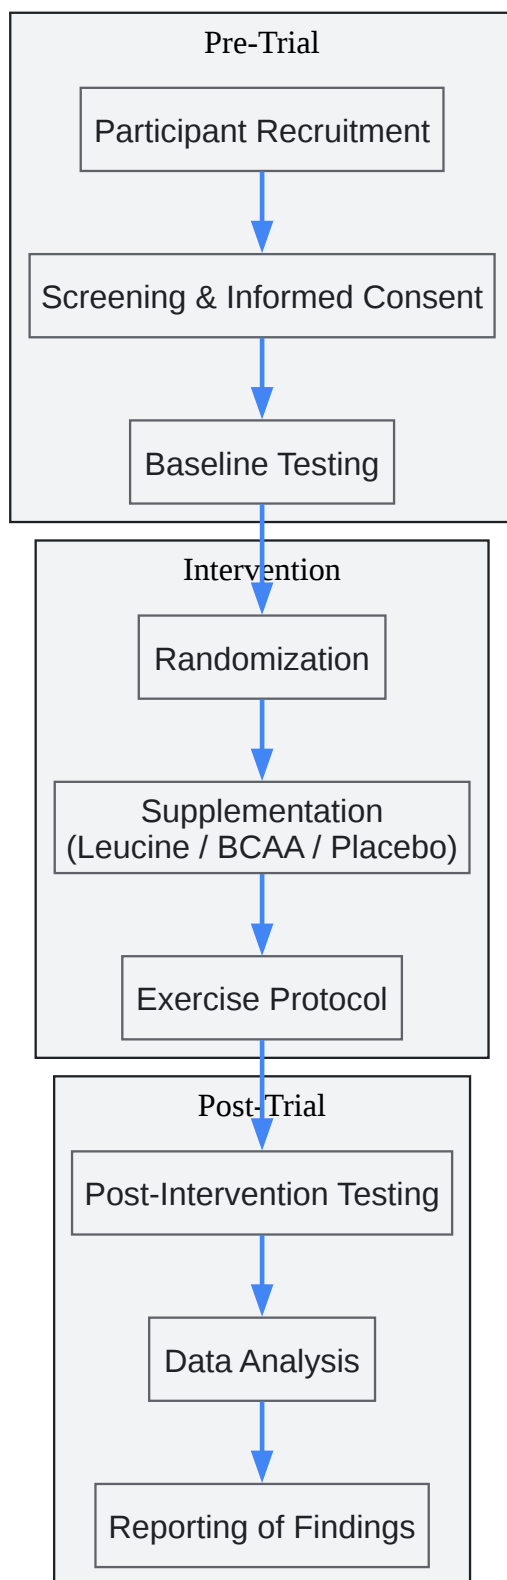 Pre-Trial
Participant Recruitment
Screening & Informed Consent
Baseline Testing
Intervention
Randomization
Supplementation
(Leucine / BCAA / Placebo)
Exercise Protocol
Post-Trial
Post-Intervention Testing
Data Analysis
Reporting of Findings